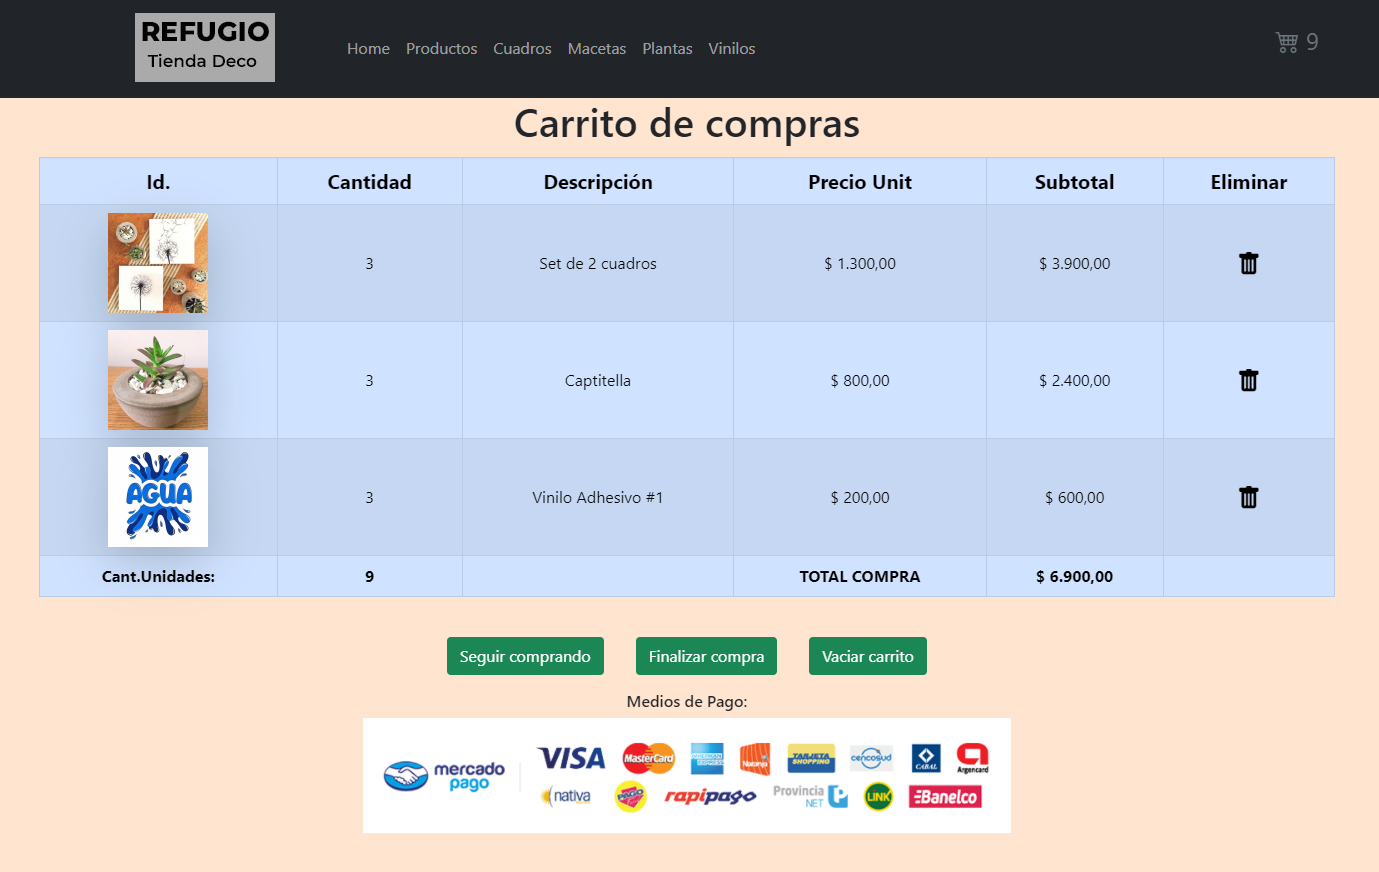 REFUGIO
Tienda Deco
Home Productos Cuadros Macetas Plantas Vinilos
9
Carrito de compras
Id. Cantidad Descripción Precio Unit Subtotal Eliminar
3 Set de 2 cuadros $ 1.300,00 $ 3.900,00
3 Captitella $ 800,00 $ 2.400,00
AGUA 3 Vinilo Adhesivo #1 $ 200,00 $ 600,00
Cant.Unidades: 9 TOTAL COMPRA $ 6.900,00
Seguir comprando Finalizar compra Vaciar carrito
Medios de Pago:
mercado pago
VISA MasterCard AMERICAN EXPRESS Naranja TARJETA SHOPPING cencosud CABAL Argencard
nativa PAGO rapipago Provincia NET LINK Banelco